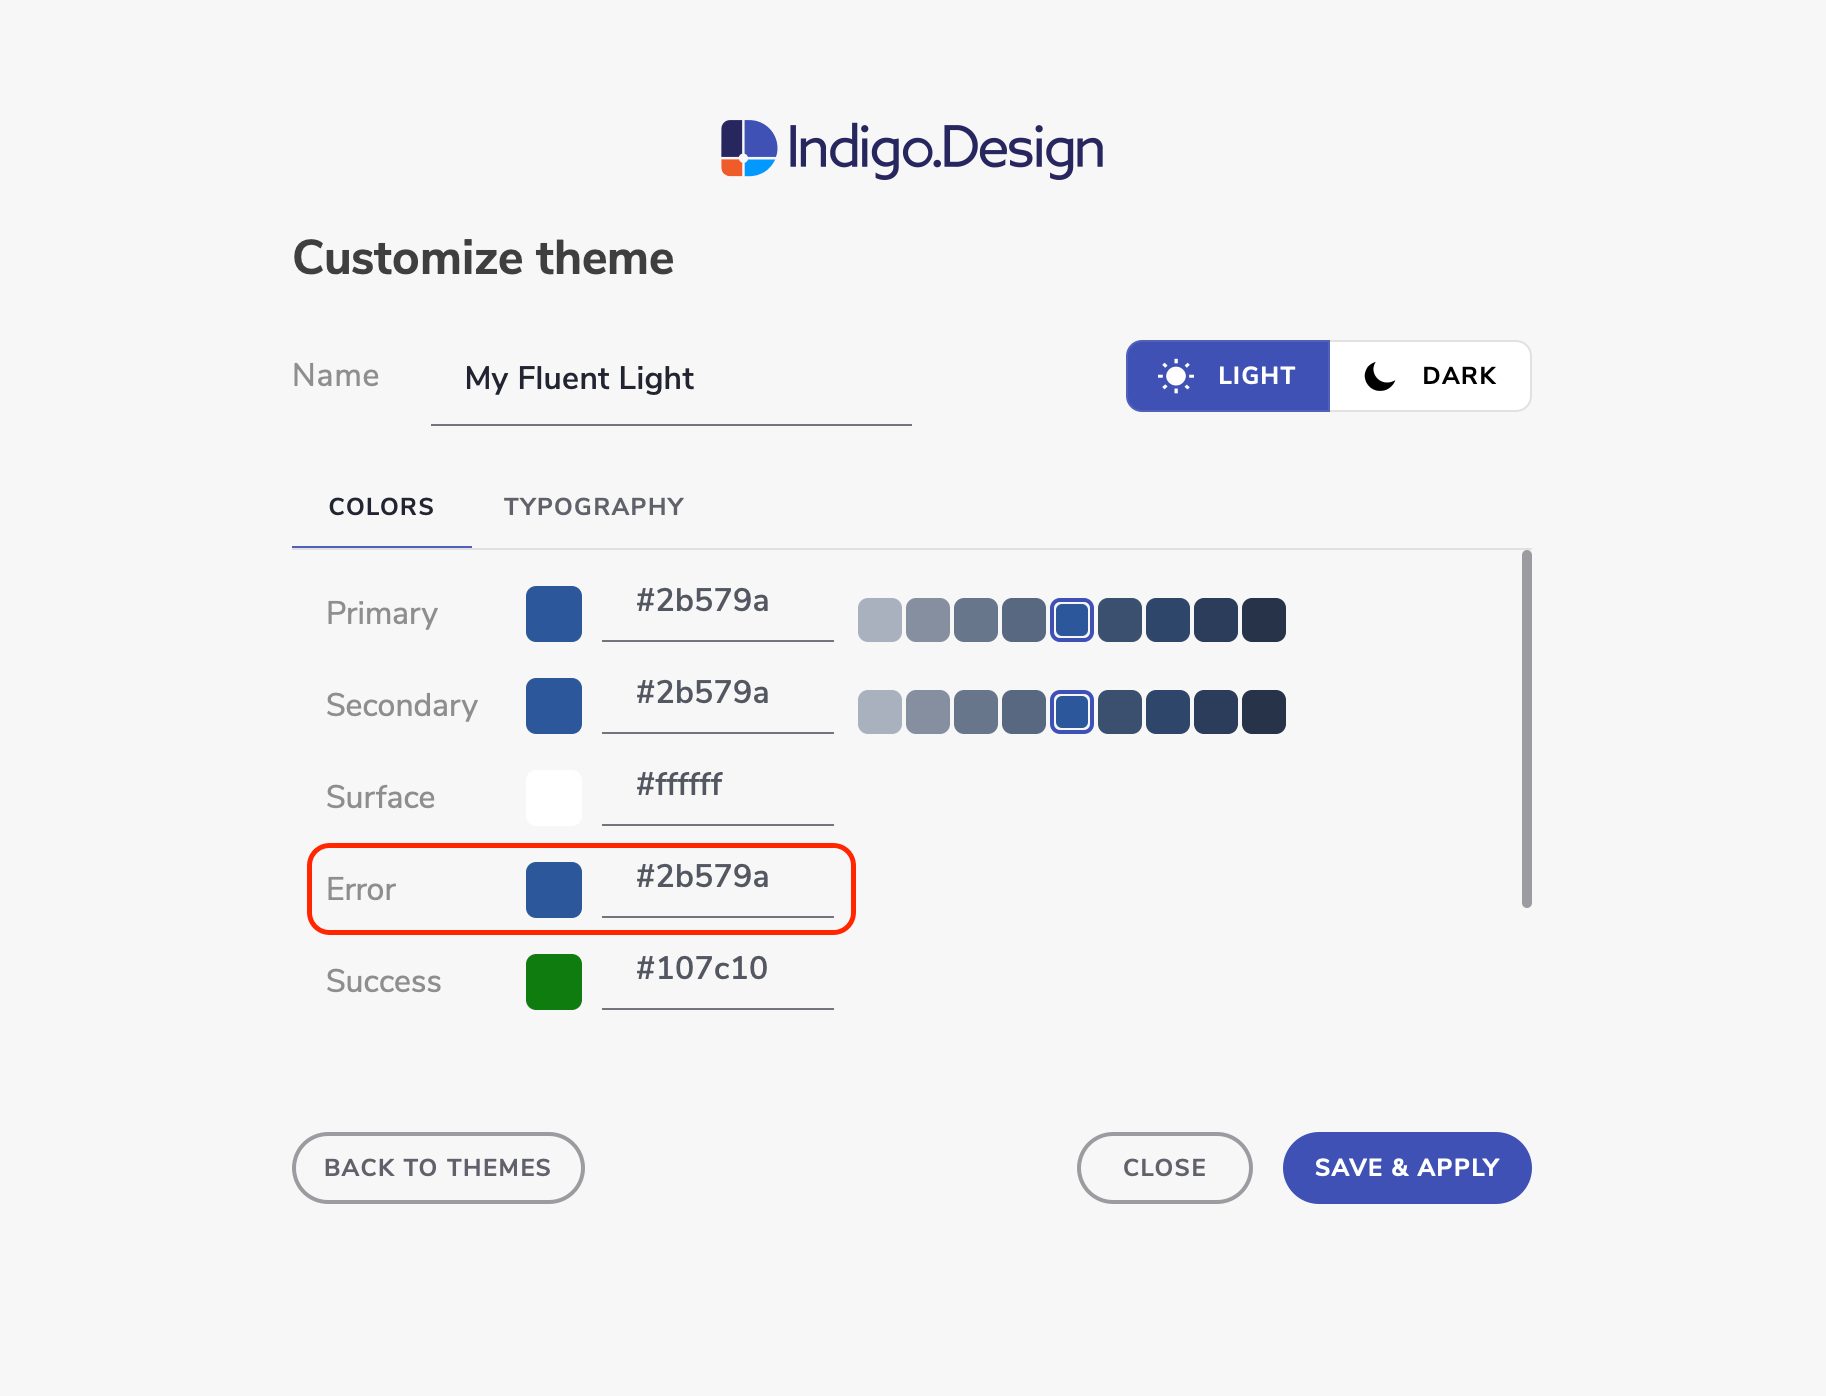 Indigo.Design
Customize theme
Name
My Fluent Light
LIGHT
DARK
COLORS
TYPOGRAPHY
Primary
#2b579a
Secondary
#2b579a
Surface
#ffffff
Error
#2b579a
Success
#107c10
BACK TO THEMES
CLOSE
SAVE & APPLY